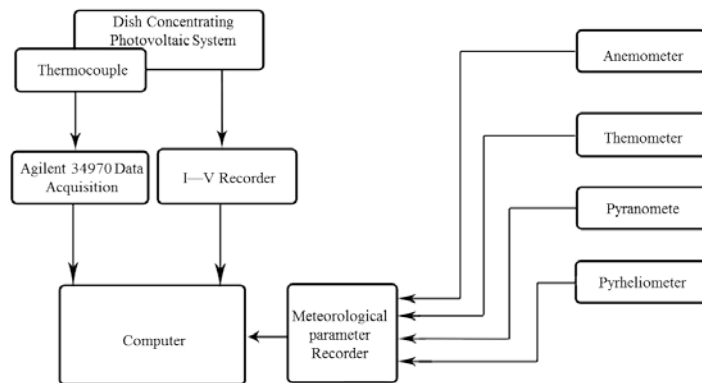 Dish Concentrating
Photovoltaic System
Thermocouple
Anemometer
Agilent 34970 Data
Acquisition
I—V Recorder
Themometer
Pyranomete
Pyrheliometer
Computer
Meteorological
parameter
Recorder